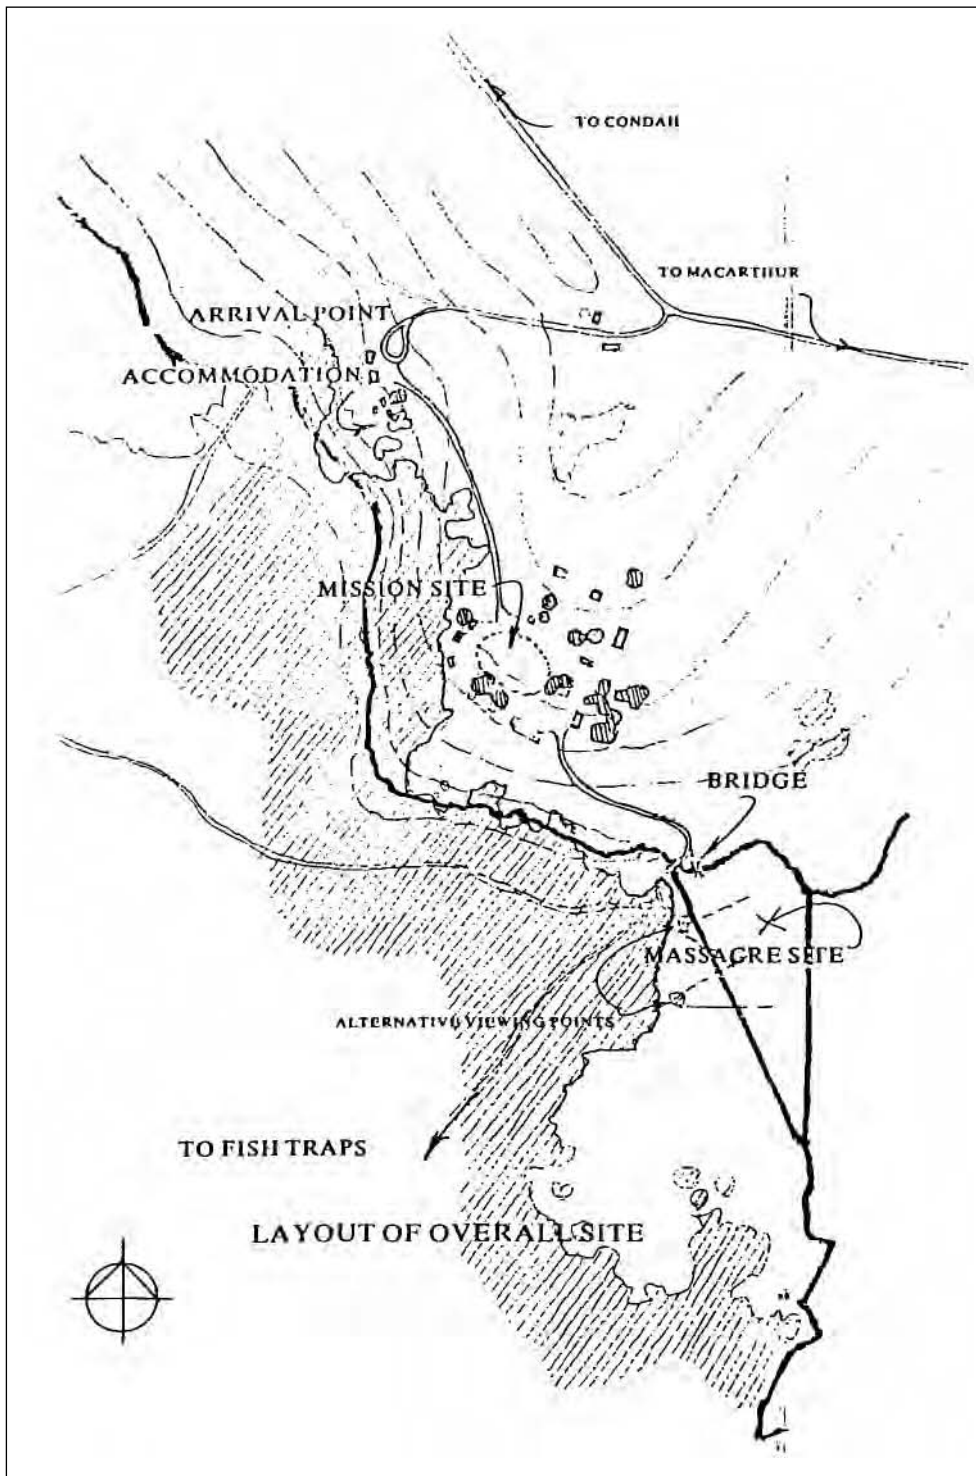 TO CONDAH
TO MACARTHUR
ARRIVAL POINT
ACCOMMODATION
MISSION SITE
BRIDGE
MASSACRE SITE
ALTERNATIVE VIEWING POINTS
TO FISH TRAPS
LAYOUT OF OVERALL SITE